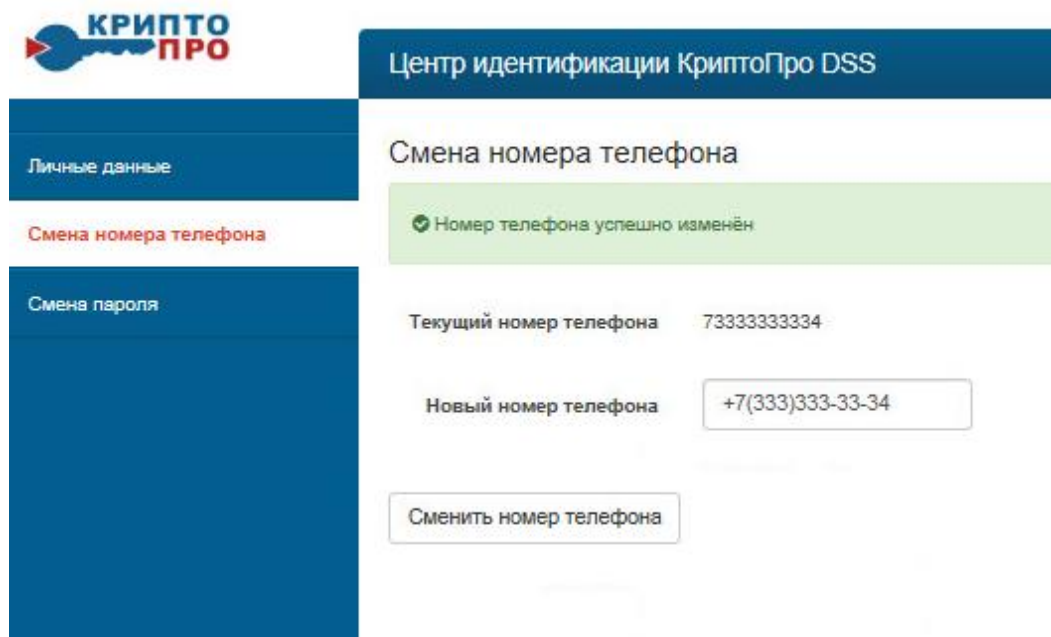 КРИПТО
ПРО
Центр идентификации КриптоПро DSS
Личные данные
Смена номера телефона
Смена пароля
Смена номера телефона
Номер телефона успешно изменён
Текущий номер телефона 73333333334
Новый номер телефона +7(333)333-33-34
Сменить номер телефона